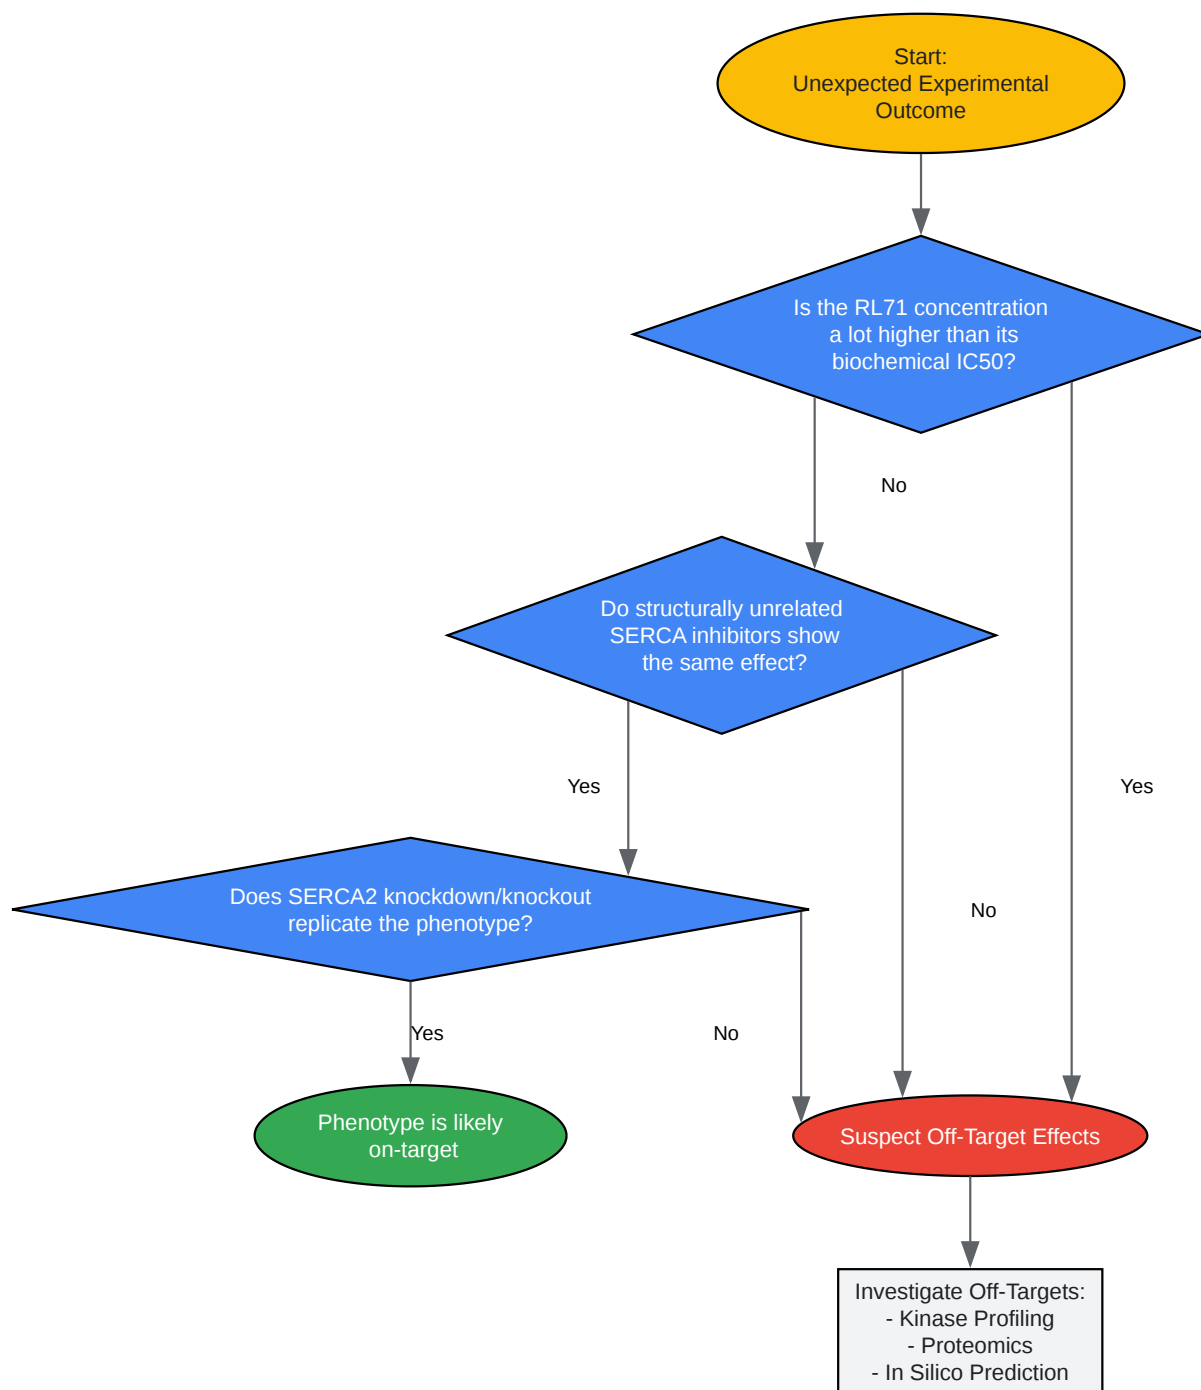 Start:
Unexpected Experimental
Outcome
Is the RL71 concentration
a lot higher than its
biochemical IC50?
No
Do structurally unrelated
SERCA inhibitors show
the same effect?
Yes
Yes
Does SERCA2 knockdown/knockout
replicate the phenotype?
No
Yes
No
Phenotype is likely
on-target
Suspect Off-Target Effects
Investigate Off-Targets:
- Kinase Profiling
- Proteomics
- In Silico Prediction